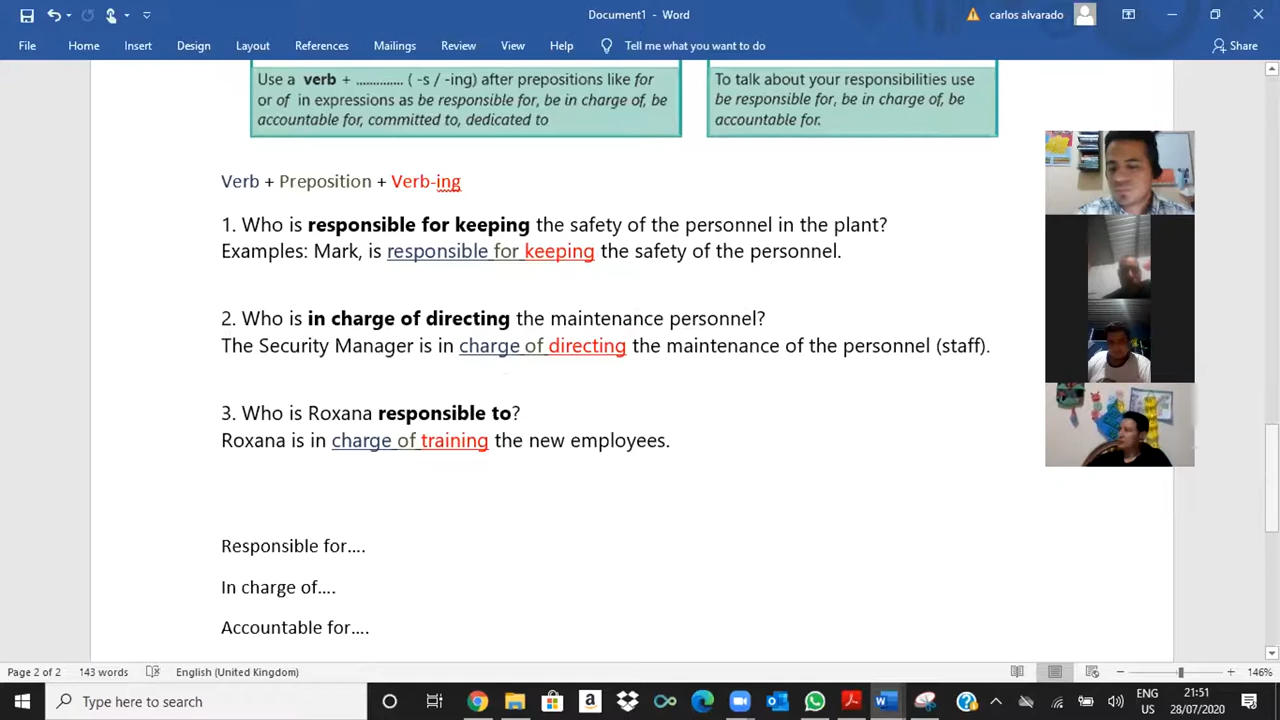 Document1 - Word
carlos alvarado
File Home Insert Design Layout References Mailings Review View Help Tell me what you want to do Share
Use a verb + .............. ( -s / -ing) after prepositions like for
or of in expressions as be responsible for, be in charge of, be
accountable for, committed to, dedicated to
To talk about your responsibilities use
be responsible for, be in charge of, be
accountable for.
Verb + Preposition + Verb-ing
1. Who is responsible for keeping the safety of the personnel in the plant?
Examples: Mark, is responsible for keeping the safety of the personnel.
2. Who is in charge of directing the maintenance personnel?
The Security Manager is in charge of directing the maintenance of the personnel (staff).
3. Who is Roxana responsible to?
Roxana is in charge of training the new employees.
Responsible for....
In charge of....
Accountable for....
Page 2 of 2 143 words English (United Kingdom) 146%
Type here to search
ENG 21:51
US 28/07/2020